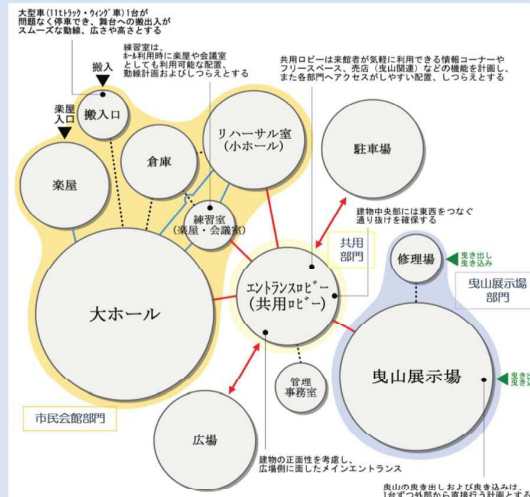 大型車（11tトラック・ウィング車）1台が
問題なく停車でき、舞台への搬出入が
スムーズな動線、広さや高さとする
練習室は、
ホール利用時に楽屋や会議室
としても利用可能な配置、
動線計画およびしつらえとする
共用ロビーは来館者が気軽に利用できる情報コーナーや
フリースペース、売店（曳山関連）などの機能を計画し、
また各部門へアクセスがしやすい配置、しつらえとする
搬入
楽屋
入口
搬入口
楽屋
倉庫
リハーサル室
（小ホール）
駐車場
練習室
（楽屋・会議室）
建物中央部には東西をつなぐ
通り抜けを確保する
共用
部門
大ホール
エントランスロビー
（共用ロビー）
修理場
曳き出し
曳き込み
曳山展示場
部門
曳山展示場
曳き出
曳き込
管理
事務室
市民会館部門
広場
建物の正面性を考慮し、
広場側に面したメインエントランス
曳山の曳き出しおよび曳き込みは、
1台ずつ外部から直接行う計画とする